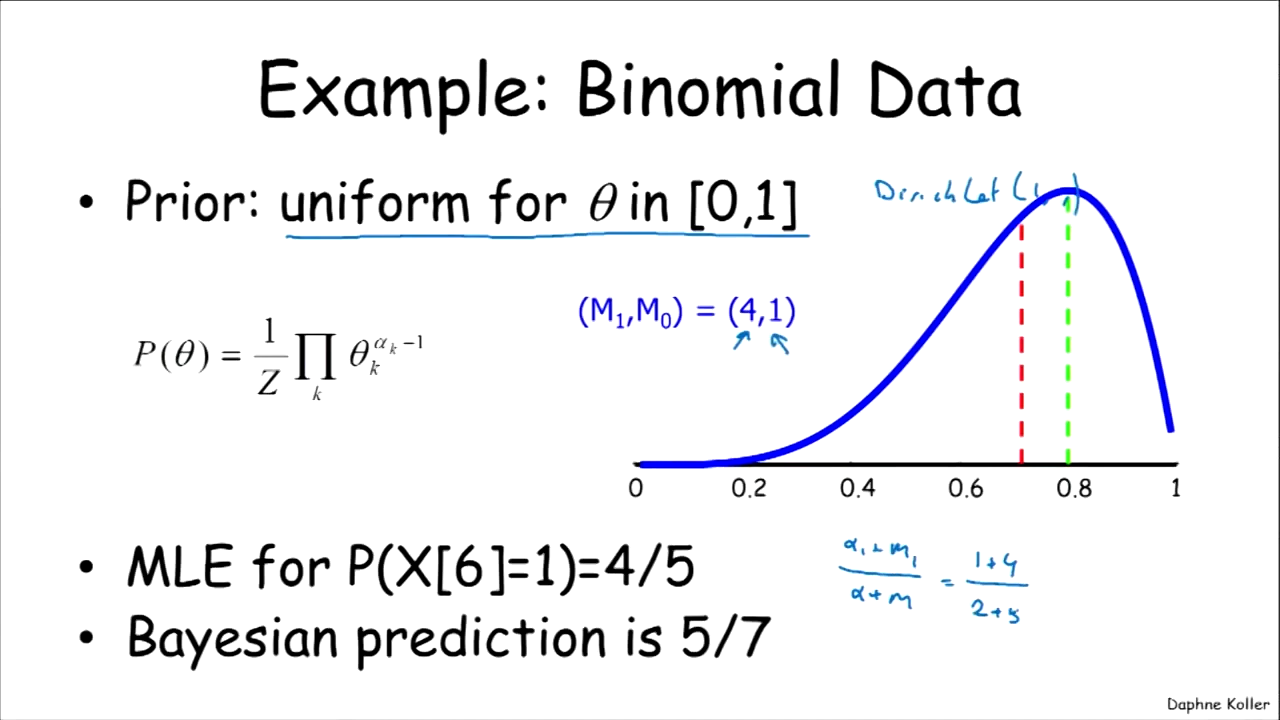 Example: Binomial Data
• Prior: uniform for θ in [0,1]
Dirichlet (1,1)
(M₁,M₀) = (4,1)
P(θ) = 1/Z ∏ₖ θₖ^(αₖ−1)
0 0.2 0.4 0.6 0.8 1
• MLE for P(X[6]=1)=4/5
(α₁+M₁)/(α+M) = (1+4)/(2+5)
• Bayesian prediction is 5/7
Daphne Koller